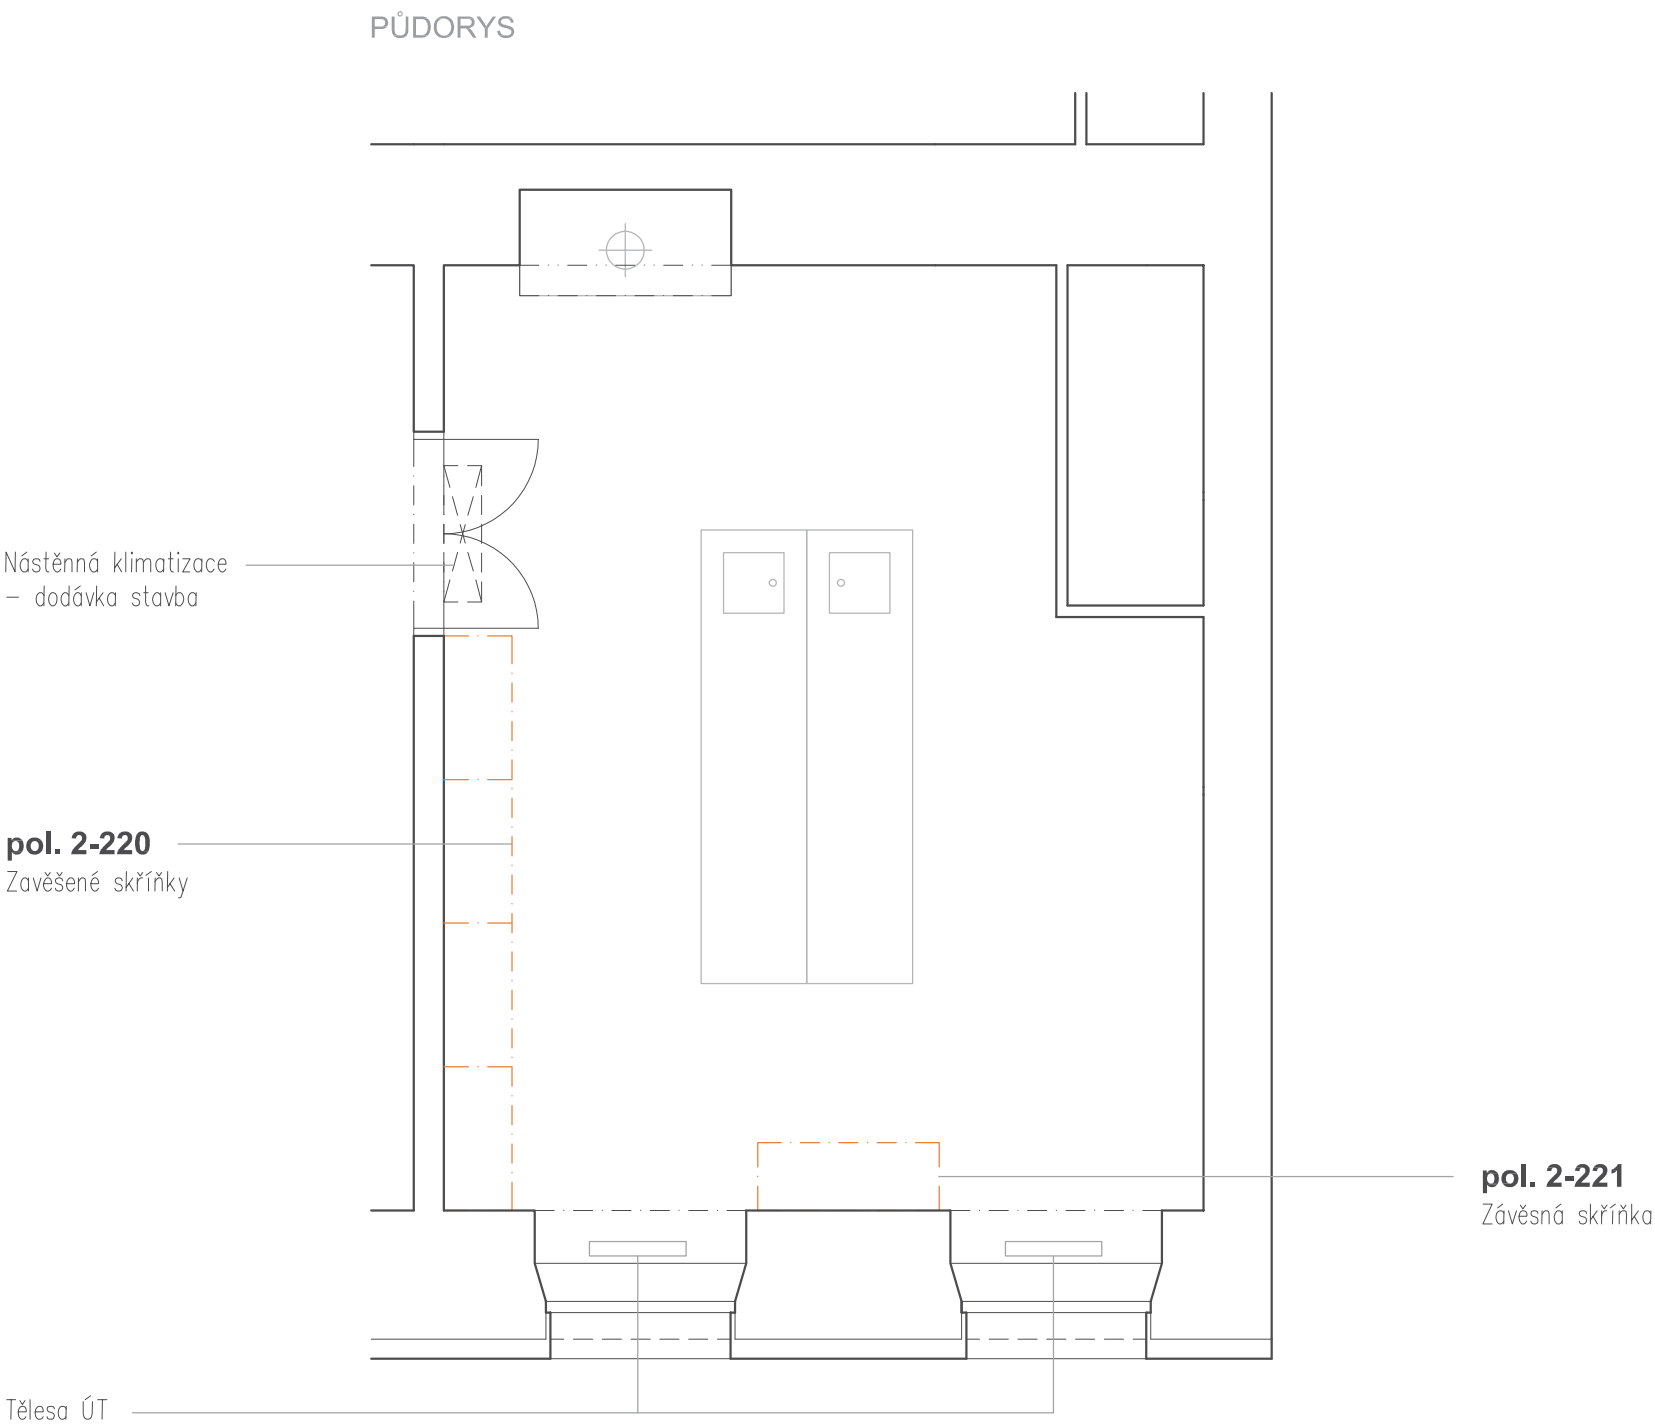 PŮDORYS
Nástěnná klimatizace
– dodávka stavba
pol. 2-220
Zavěšené skříňky
pol. 2-221
Závěsná skříňka
Tělesa ÚT